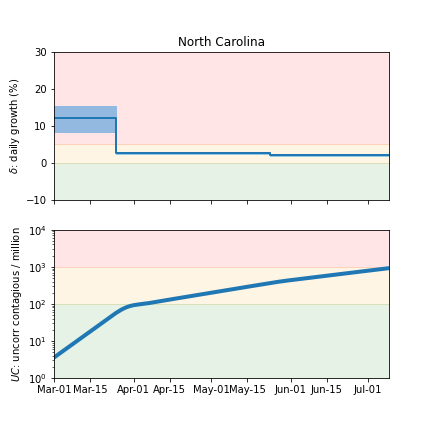 North Carolina
30
20
10
0
−10
δ: daily growth (%)
10⁴
10³
10²
10¹
10⁰
UC: uncorr contagious / million
Mar-01 Mar-15 Apr-01 Apr-15 May-01 May-15 Jun-01 Jun-15 Jul-01